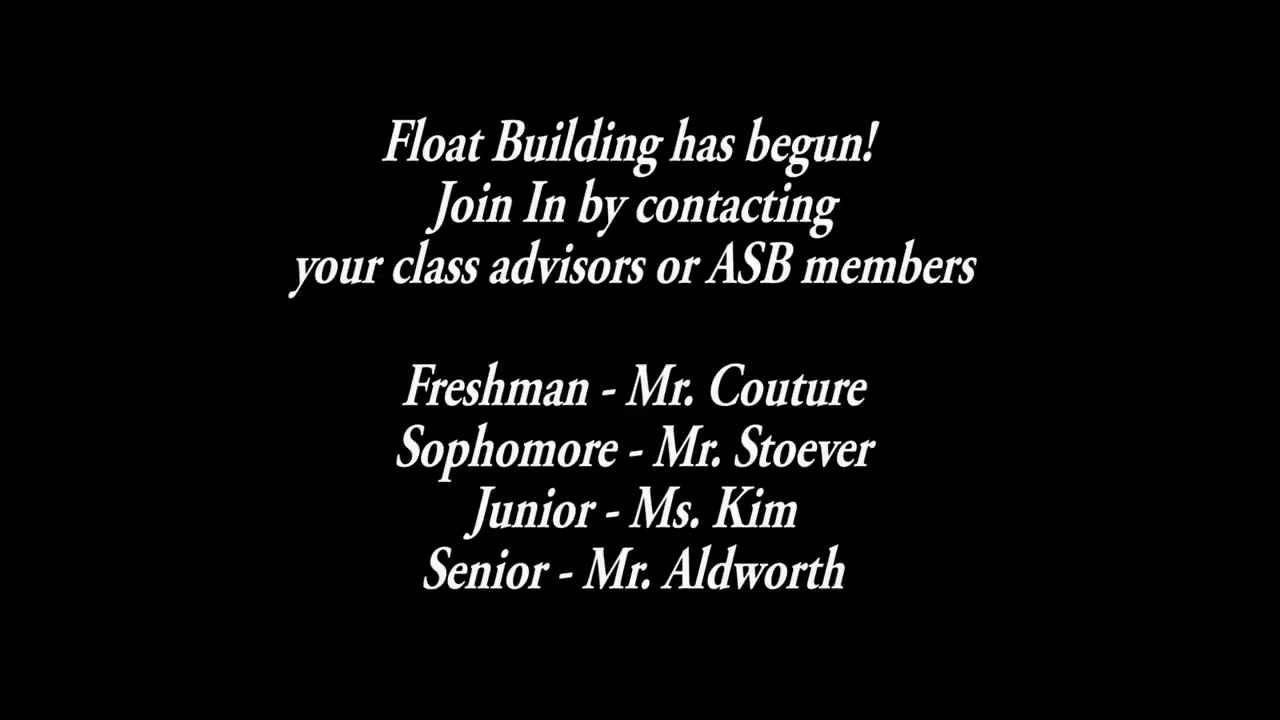 Float Building has begun!
Join In by contacting
your class advisors or ASB members
Freshman - Mr. Couture
Sophomore - Mr. Stoever
Junior - Ms. Kim
Senior - Mr. Aldworth